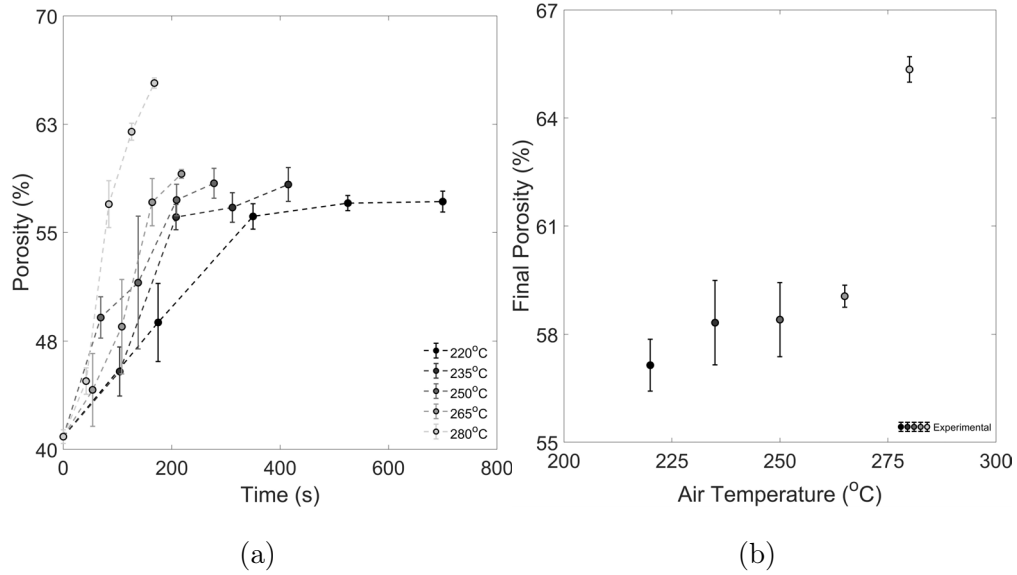 70
63
55
48
40
0
200
400
600
800
Porosity (%)
Time (s)
220°C
235°C
250°C
265°C
280°C
(a)
67
64
61
58
55
200
225
250
275
300
Final Porosity (%)
Air Temperature (°C)
Experimental
(b)